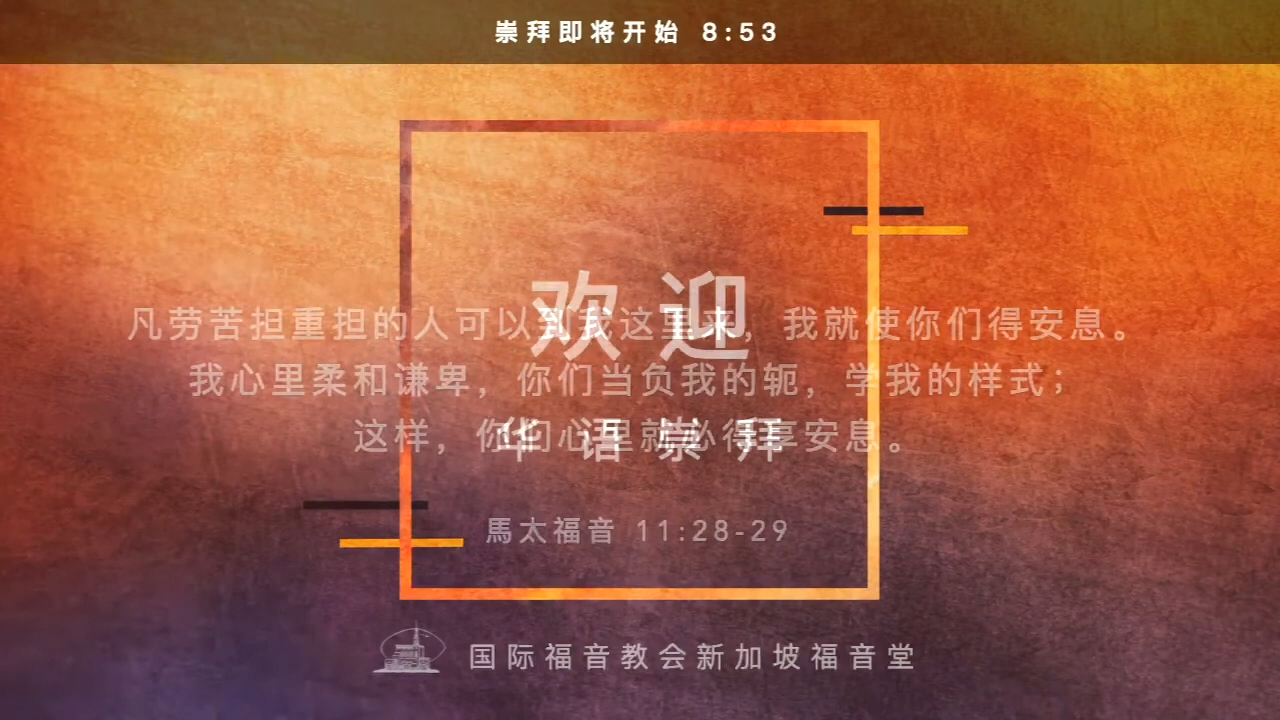 崇拜即将开始 8:53
欢迎
凡劳苦担重担的人可以到我这里来，我就使你们得安息。
我心里柔和谦卑，你们当负我的轭，学我的样式；
这样，你们心里就必得享安息。
华语崇拜
馬太福音 11:28-29
国际福音教会新加坡福音堂